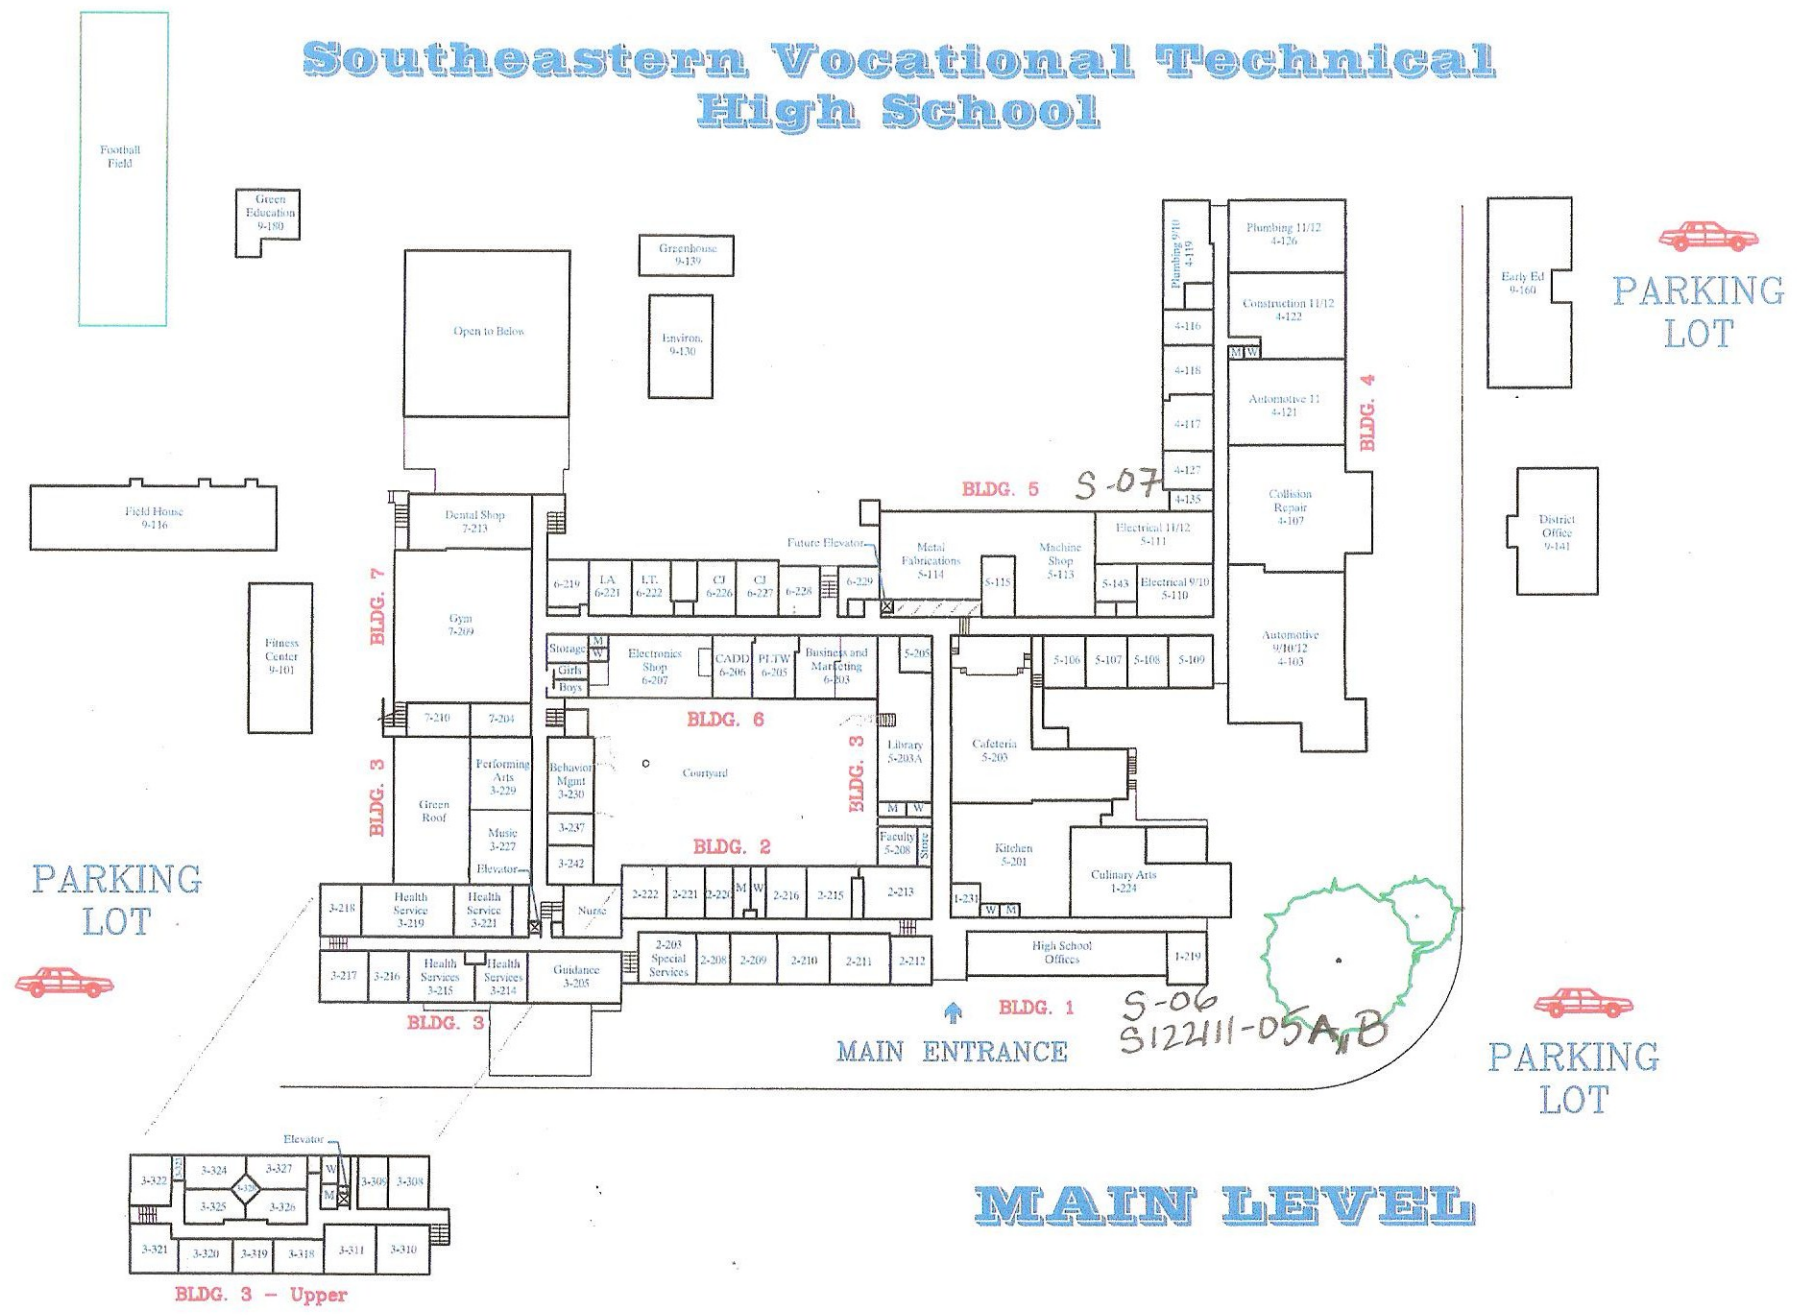 Southeastern Vocational Technical
High School
Football
Field
Green
Education
9-180
Open to Below
Greenhouse
9-139
Environ.
9-130
Plumbing 9/10
4-119
Plumbing 11/12
4-126
Construction 11/12
4-122
M W
4-116
4-118
4-117
4-127
4-135
Automotive 11
4-121
BLDG. 4
Collision
Repair
4-107
Automotive
9/10/12
4-103
Early Ed
9-160
PARKING
LOT
District
Office
9-141
Field House
9-116
Fitness
Center
9-101
BLDG. 7
Dental Shop
7-213
Gym
7-209
7-210
7-204
BLDG. 5
S-07
Future Elevator
Metal
Fabrications
5-114
5-115
Machine
Shop
5-113
Electrical 11/12
5-111
5-143
Electrical 9/10
5-110
6-219
LA
6-221
I.T.
6-222
CJ
6-226
CJ
6-227
6-228
6-229
Storage
M
W
Girls
Boys
Electronics
Shop
6-207
CADD
6-206
PLTW
6-205
Business and
Marketing
6-203
5-205
5-106
5-107
5-108
5-109
BLDG. 6
BLDG. 3
Library
5-203A
Cafeteria
5-203
Courtyard
BLDG. 3
Green
Roof
Performing
Arts
3-229
Music
3-227
Elevator
Behavior
Mgmt
3-230
3-237
3-242
BLDG. 2
M W
Faculty
5-208
Store
Kitchen
5-201
Culinary Arts
1-224
1-231
W M
PARKING
LOT
3-218
Health
Service
3-219
Health
Service
3-221
Nurse
2-222
2-221
2-220
M W
2-216
2-215
2-213
3-217
3-216
Health
Services
3-215
Health
Services
3-214
Guidance
3-205
2-203
Special
Services
2-208
2-209
2-210
2-211
2-212
High School
Offices
1-219
BLDG. 3
BLDG. 1
S-06
S122111-05A,,B
MAIN ENTRANCE
PARKING
LOT
Elevator
3-322
3-323
3-324
3-327
3-328
3-325
3-326
W
M
3-309
3-308
3-321
3-320
3-319
3-318
3-311
3-310
BLDG. 3 - Upper
MAIN LEVEL